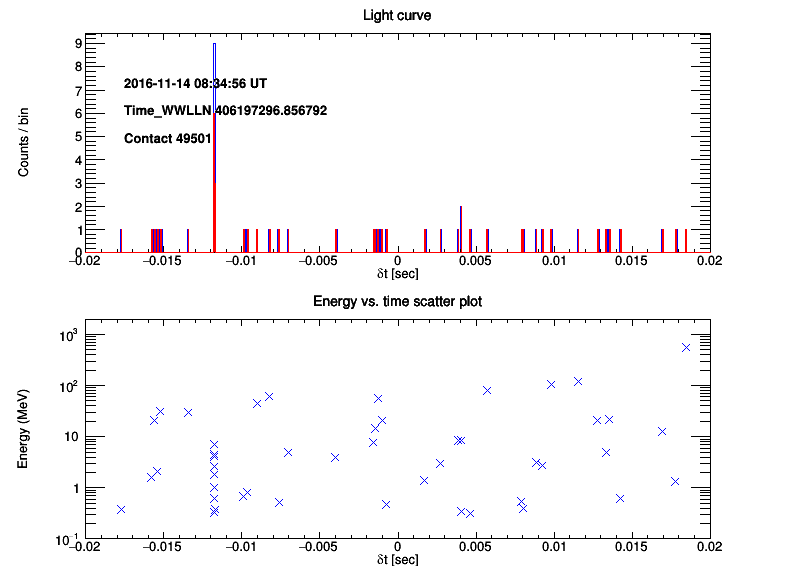 Light curve
Counts / bin
9
8
7
6
5
4
3
2
1
0
2016-11-14 08:34:56 UT
Time_WWLLN 406197296.856792
Contact 49501
−0.02 −0.015 −0.01 −0.005 0 0.005 0.01 0.015 0.02
δt [sec]
Energy vs. time scatter plot
Energy (MeV)
10³
10²
10
1
10⁻¹
−0.02 −0.015 −0.01 −0.005 0 0.005 0.01 0.015 0.02
δt [sec]